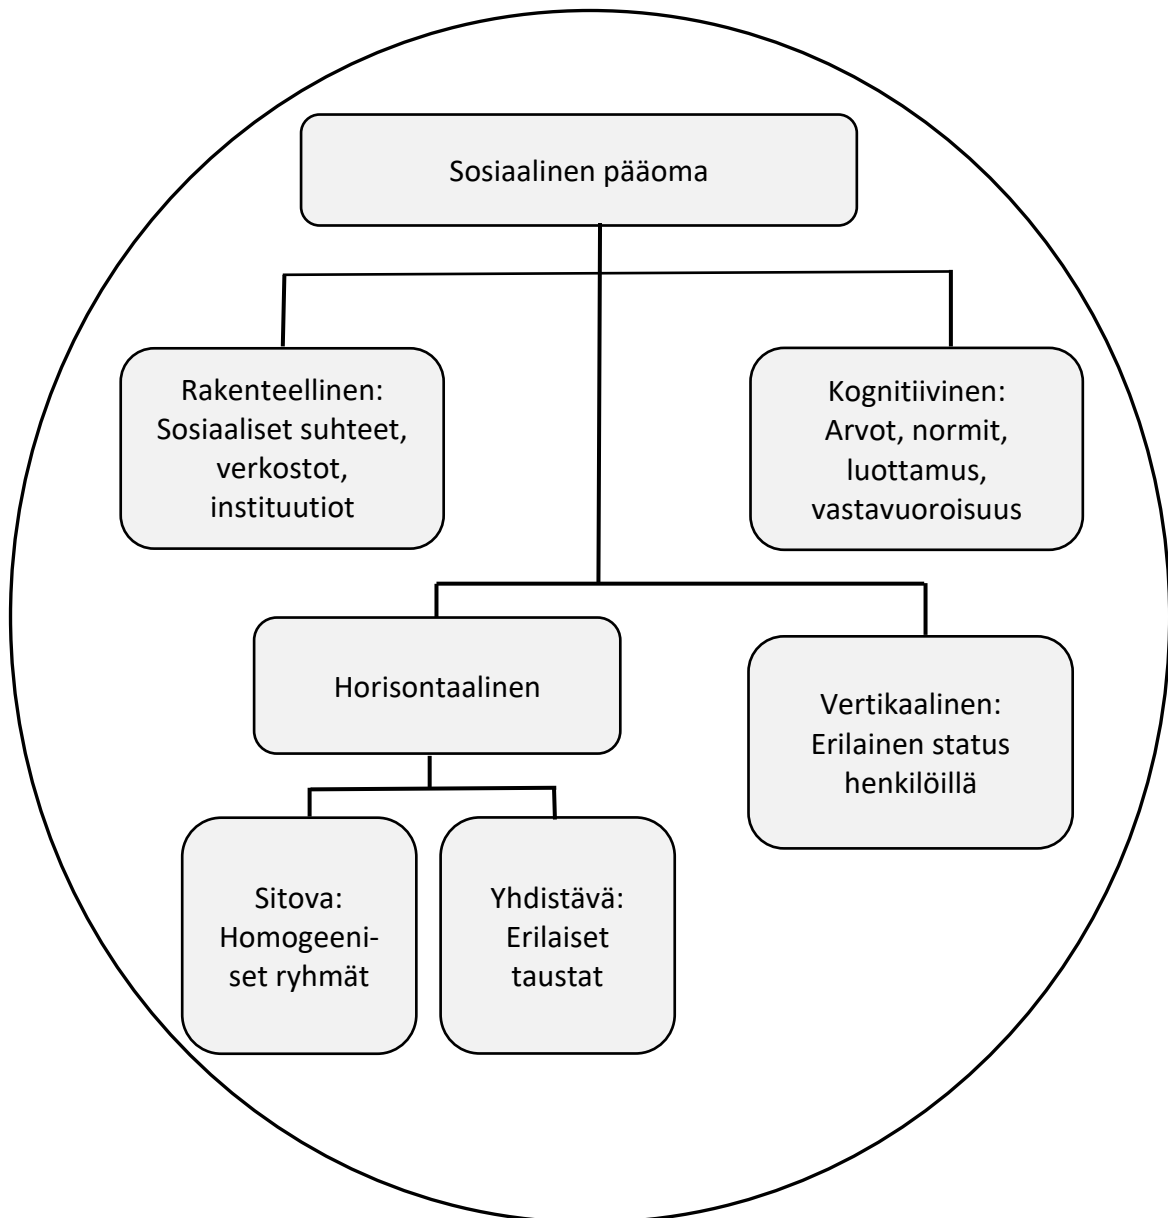 Sosiaalinen pääoma
Rakenteellinen:
Sosiaaliset suhteet,
verkostot,
instituutiot
Kognitiivinen:
Arvot, normit,
luottamus,
vastavuoroisuus
Horisontaalinen
Vertikaalinen:
Erilainen status
henkilöillä
Sitova:
Homogeeni-
set ryhmät
Yhdistävä:
Erilaiset
taustat